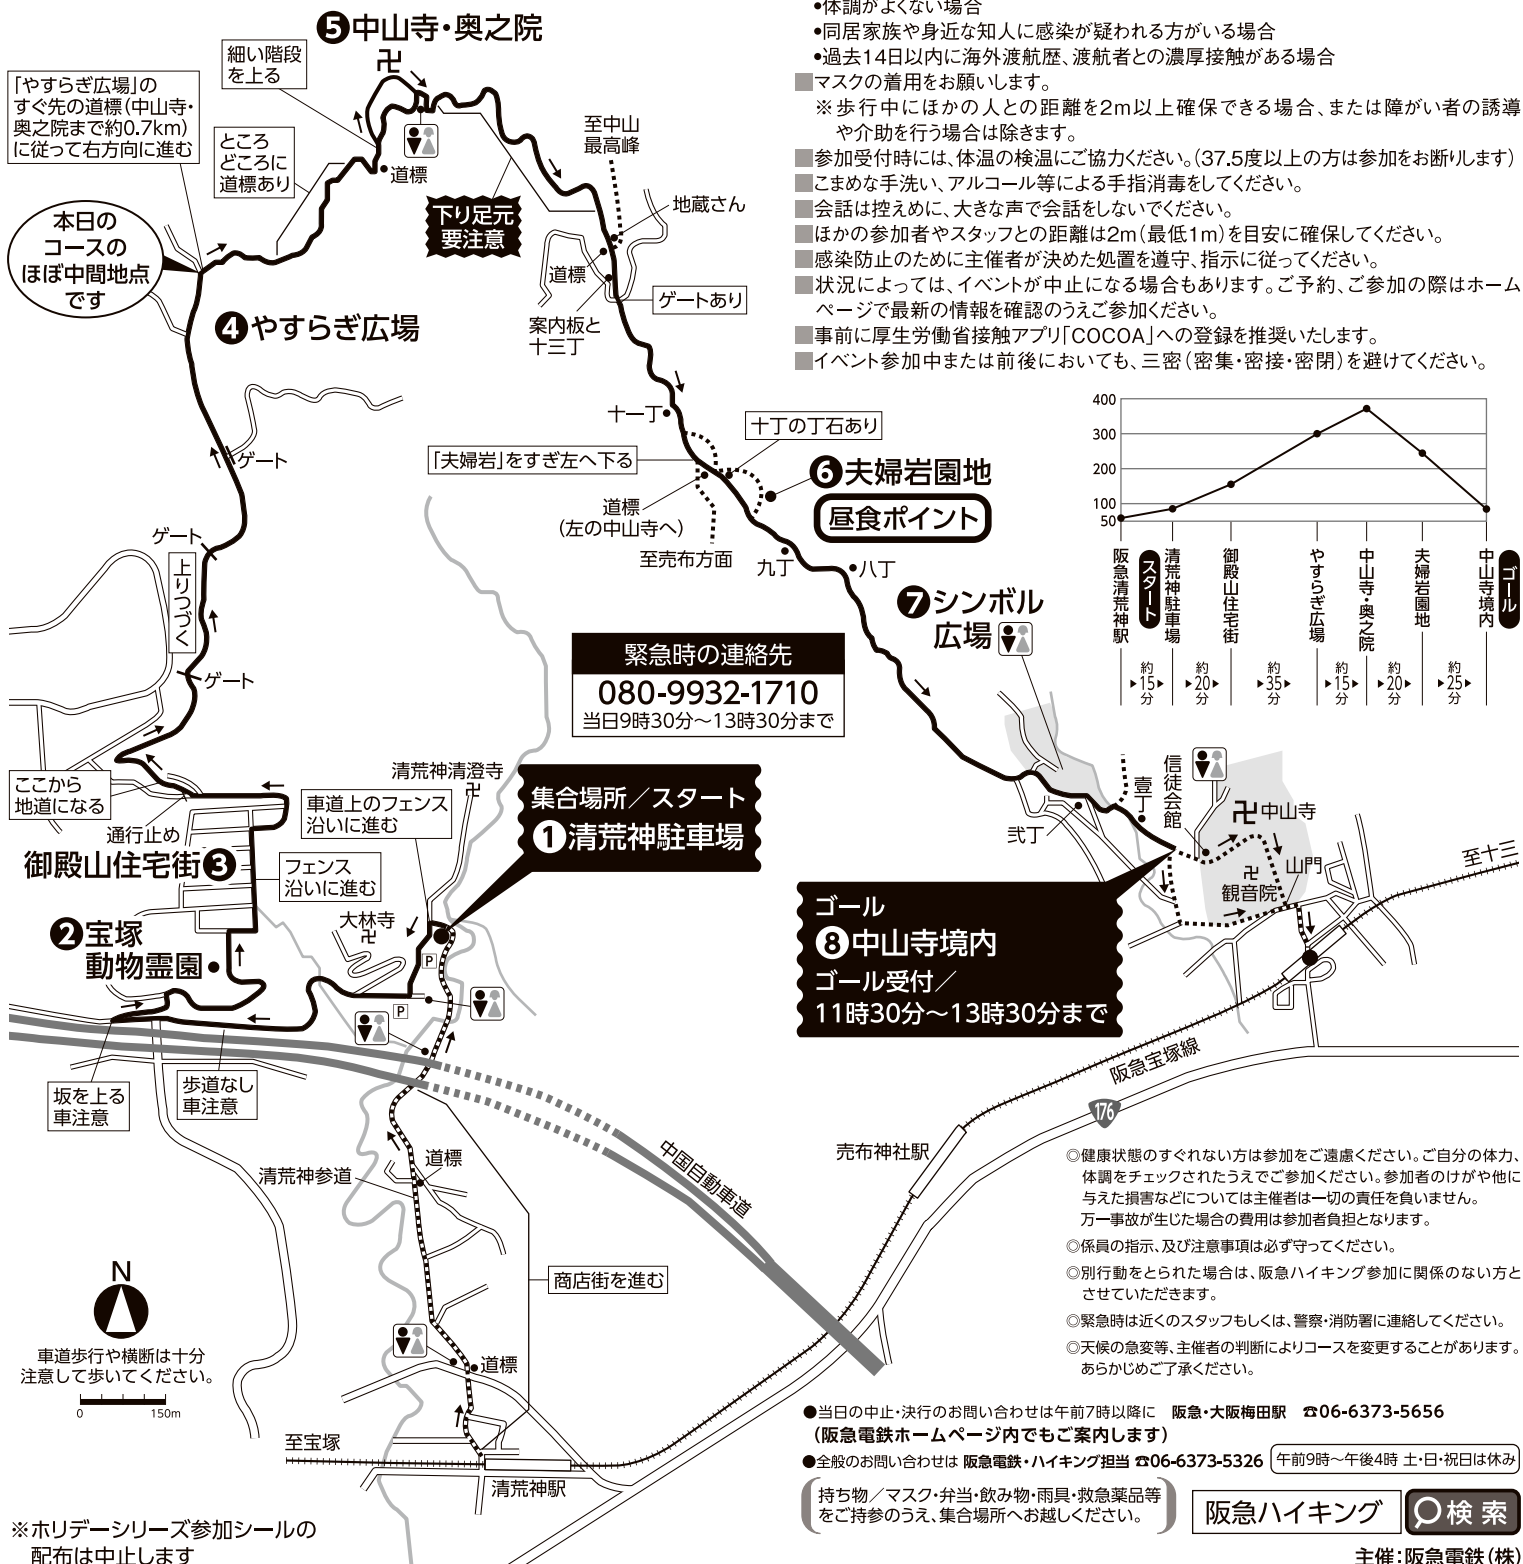 •体調がよくない場合
•同居家族や身近な知人に感染が疑われる方がいる場合
•過去14日以内に海外渡航歴、渡航者との濃厚接触がある場合
■マスクの着用をお願いします。
※歩行中にほかの人との距離を2m以上確保できる場合、または障がい者の誘導
や介助を行う場合は除きます。
■参加受付時には、体温の検温にご協力ください。(37.5度以上の方は参加をお断りします)
■こまめな手洗い、アルコール等による手指消毒をしてください。
■会話は控えめに、大きな声で会話をしないでください。
■ほかの参加者やスタッフとの距離は2m(最低1m)を目安に確保してください。
■感染防止のために主催者が決めた処置を遵守、指示に従ってください。
■状況によっては、イベントが中止になる場合もあります。ご予約、ご参加の際はホーム
ページで最新の情報を確認のうえご参加ください。
■事前に厚生労働省接触アプリ「COCOA」への登録を推奨いたします。
■イベント参加中または前後においても、三密(密集・密接・密閉)を避けてください。
❺中山寺・奥之院
卍
細い階段
を上る
「やすらぎ広場」の
すぐ先の道標(中山寺・
奥之院まで約0.7km)
に従って右方向に進む
ところ
どころに
道標あり
道標
下り足元
要注意
至中山
最高峰
地蔵さん
道標
ゲートあり
案内板と
十三丁
本日の
コースの
ほぼ中間地点
です
❹やすらぎ広場
ゲート
ゲート
上りつづく
ゲート
十一丁
十丁の丁石あり
「夫婦岩」をすぎ左へ下る
❻夫婦岩園地
昼食ポイント
道標
(左の中山寺へ)
至売布方面
九丁
八丁
❼シンボル
広場
400
300
200
100
50
阪急清荒神駅
スタート
清荒神駐車場
御殿山住宅街
やすらぎ広場
中山寺・奥之院
夫婦岩園地
中山寺境内
ゴール
約15分
約20分
約35分
約15分
約20分
約25分
緊急時の連絡先
080-9932-1710
当日9時30分〜13時30分まで
ここから
地道になる
通行止め
御殿山住宅街❸
フェンス
沿いに進む
清荒神清澄寺
卍
車道上のフェンス
沿いに進む
集合場所/スタート
①清荒神駐車場
大林寺
卍
❷宝塚
動物霊園
P
P
坂を上る
車注意
歩道なし
車注意
壹丁
弐丁
信徒会館
卍中山寺
山門
卍
観音院
至十三
ゴール
⑧中山寺境内
ゴール受付/
11時30分〜13時30分まで
阪急宝塚線
176
売布神社駅
中国自動車道
清荒神参道
道標
商店街を進む
道標
至宝塚
清荒神駅
N
車道歩行や横断は十分
注意して歩いてください。
0 150m
◎健康状態のすぐれない方は参加をご遠慮ください。ご自分の体力、
体調をチェックされたうえでご参加ください。参加者のけがや他に
与えた損害などについては主催者は一切の責任を負いません。
万一事故が生じた場合の費用は参加者負担となります。
◎係員の指示、及び注意事項は必ず守ってください。
◎別行動をとられた場合は、阪急ハイキング参加に関係のない方と
させていただきます。
◎緊急時は近くのスタッフもしくは、警察・消防署に連絡してください。
◎天候の急変等、主催者の判断によりコースを変更することがあります。
あらかじめご了承ください。
●当日の中止・決行のお問い合わせは午前7時以降に 阪急・大阪梅田駅 ☎06-6373-5656
(阪急電鉄ホームページ内でもご案内します)
●全般のお問い合わせは 阪急電鉄・ハイキング担当 ☎06-6373-5326 午前9時〜午後4時 土・日・祝日は休み
持ち物/マスク・弁当・飲み物・雨具・救急薬品等
をご持参のうえ、集合場所へお越しください。
阪急ハイキング 検索
※ホリデーシリーズ参加シールの
配布は中止します
主催:阪急電鉄(株)